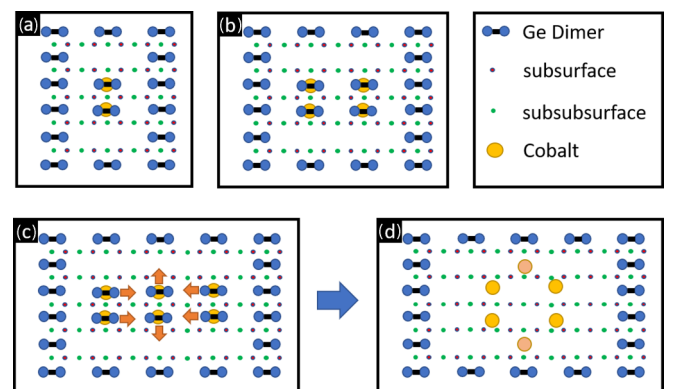 (a)
(b)
Ge Dimer
subsurface
subsubsurface
Cobalt
(c)
(d)